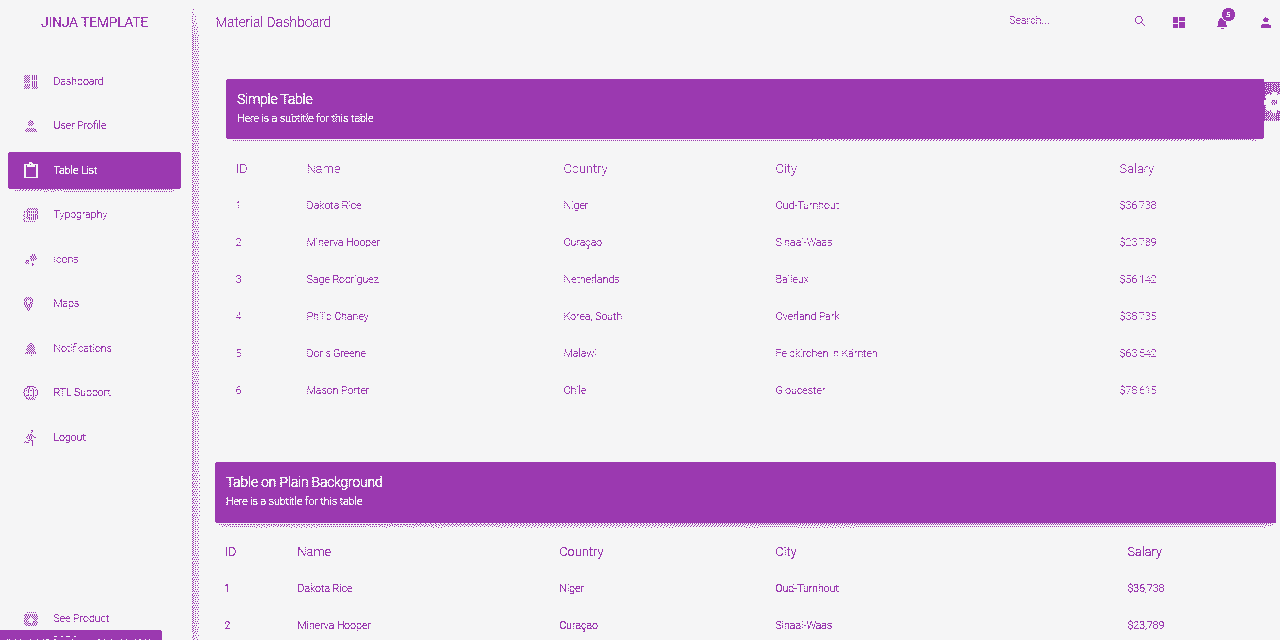 JINJA TEMPLATE
Material Dashboard
Search...
5
Dashboard
User Profile
Table List
Typography
Icons
Maps
Notifications
RTL Support
Logout
See Product
Simple Table
Here is a subtitle for this table
ID Name Country City Salary
1 Dakota Rice Niger Oud-Turnhout $36,738
2 Minerva Hooper Curaçao Sinaai-Waas $23,789
3 Sage Rodriguez Netherlands Baileux $56,142
4 Philip Chaney Korea, South Overland Park $38,735
5 Doris Greene Malawi Feldkirchen in Kärnten $63,542
6 Mason Porter Chile Gloucester $78,615
Table on Plain Background
Here is a subtitle for this table
ID Name Country City Salary
1 Dakota Rice Niger Oud-Turnhout $36,738
2 Minerva Hooper Curaçao Sinaai-Waas $23,789